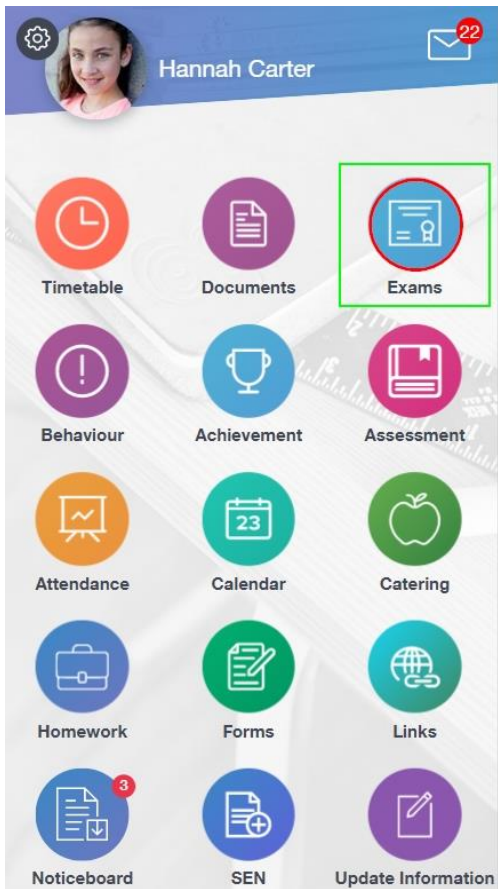 22
Hannah Carter
Timetable Documents Exams
Behaviour Achievement Assessment
23
Attendance Calendar Catering
Homework Forms Links
3
Noticeboard SEN Update Information